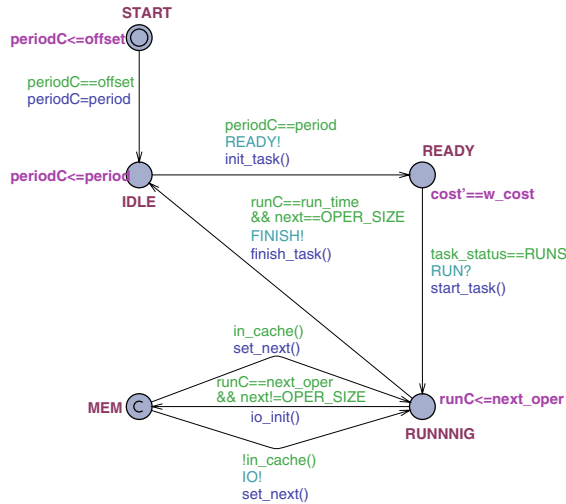 START
periodC<=offset
periodC==offset
periodC=period
periodC==period
READY!
init_task()
READY
periodC<=period
IDLE
cost'==w_cost
runC==run_time
&& next==OPER_SIZE
FINISH!
finish_task()
task_status==RUNS
RUN?
start_task()
in_cache()
set_next()
runC==next_oper
&& next!=OPER_SIZE
io_init()
MEM
C
runC<=next_oper
RUNNNIG
!in_cache()
IO!
set_next()